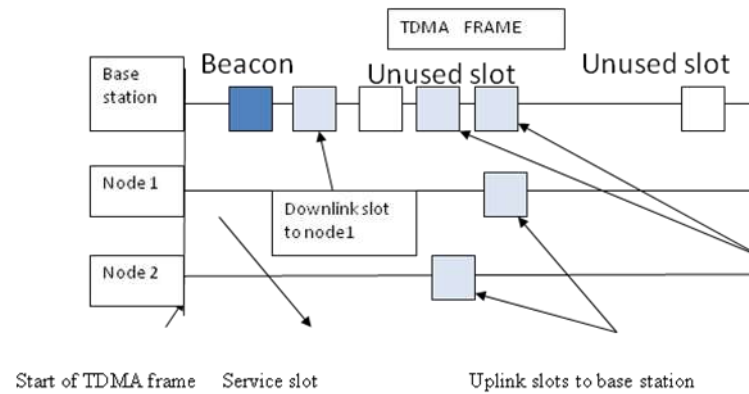 TDMA FRAME
Beacon
Unused slot
Unused slot
Base
station
Node 1
Downlink slot
to node1
Node 2
Start of TDMA frame
Service slot
Uplink slots to base station